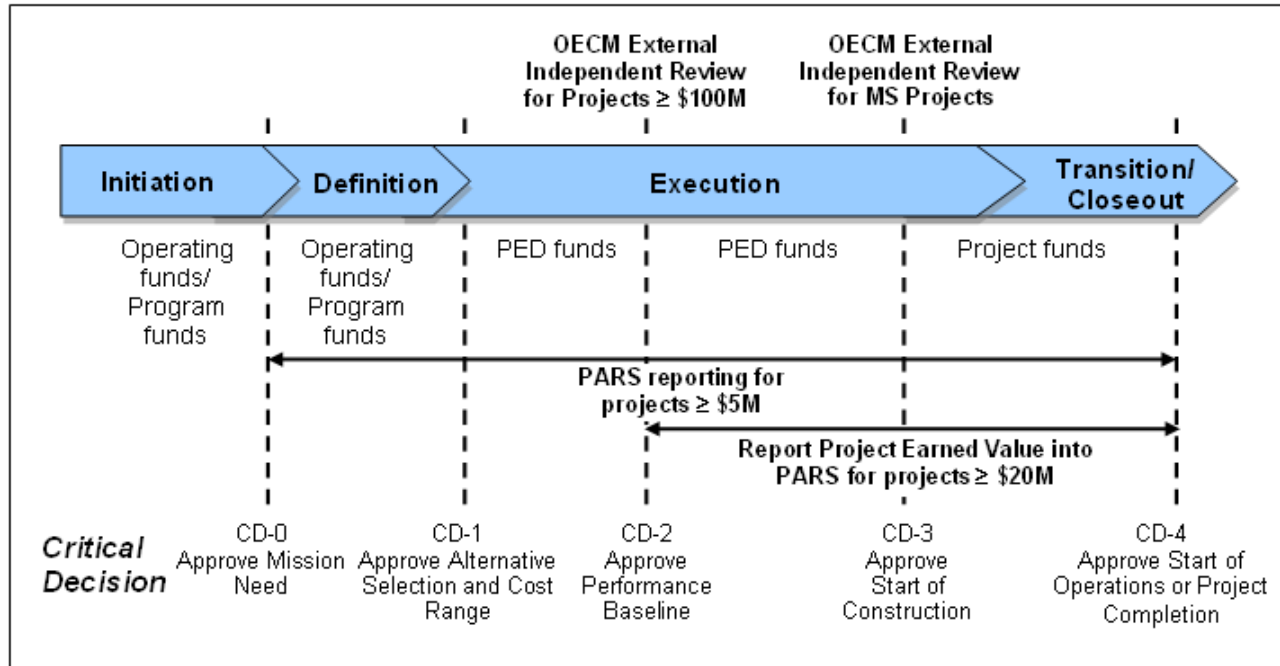 OECM External
Independent Review
for Projects ≥ $100M
OECM External
Independent Review
for MS Projects
Initiation
Definition
Execution
Transition/
Closeout
Operating
funds/
Program
funds
Operating
funds/
Program
funds
PED funds
PED funds
Project funds
PARS reporting for
projects ≥ $5M
Report Project Earned Value into
PARS for projects ≥ $20M
Critical
Decision
CD-0
Approve Mission
Need
CD-1
Approve Alternative
Selection and Cost
Range
CD-2
Approve
Performance
Baseline
CD-3
Approve
Start of
Construction
CD-4
Approve Start of
Operations or Project
Completion